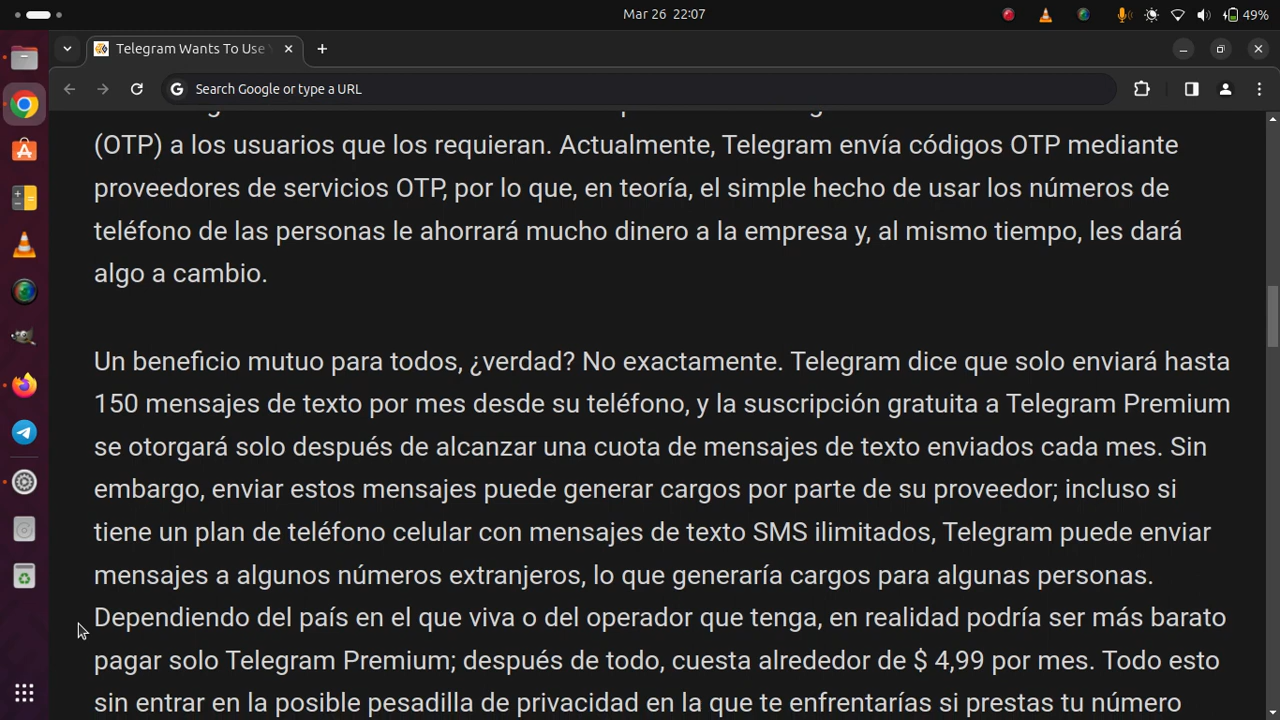 Mar 26 22:07
49%
Telegram Wants To Use
Search Google or type a URL
(OTP) a los usuarios que los requieran. Actualmente, Telegram envía códigos OTP mediante
proveedores de servicios OTP, por lo que, en teoría, el simple hecho de usar los números de
teléfono de las personas le ahorrará mucho dinero a la empresa y, al mismo tiempo, les dará
algo a cambio.
Un beneficio mutuo para todos, ¿verdad? No exactamente. Telegram dice que solo enviará hasta
150 mensajes de texto por mes desde su teléfono, y la suscripción gratuita a Telegram Premium
se otorgará solo después de alcanzar una cuota de mensajes de texto enviados cada mes. Sin
embargo, enviar estos mensajes puede generar cargos por parte de su proveedor; incluso si
tiene un plan de teléfono celular con mensajes de texto SMS ilimitados, Telegram puede enviar
mensajes a algunos números extranjeros, lo que generaría cargos para algunas personas.
Dependiendo del país en el que viva o del operador que tenga, en realidad podría ser más barato
pagar solo Telegram Premium; después de todo, cuesta alrededor de $ 4,99 por mes. Todo esto
sin entrar en la posible pesadilla de privacidad en la que te enfrentarías si prestas tu número